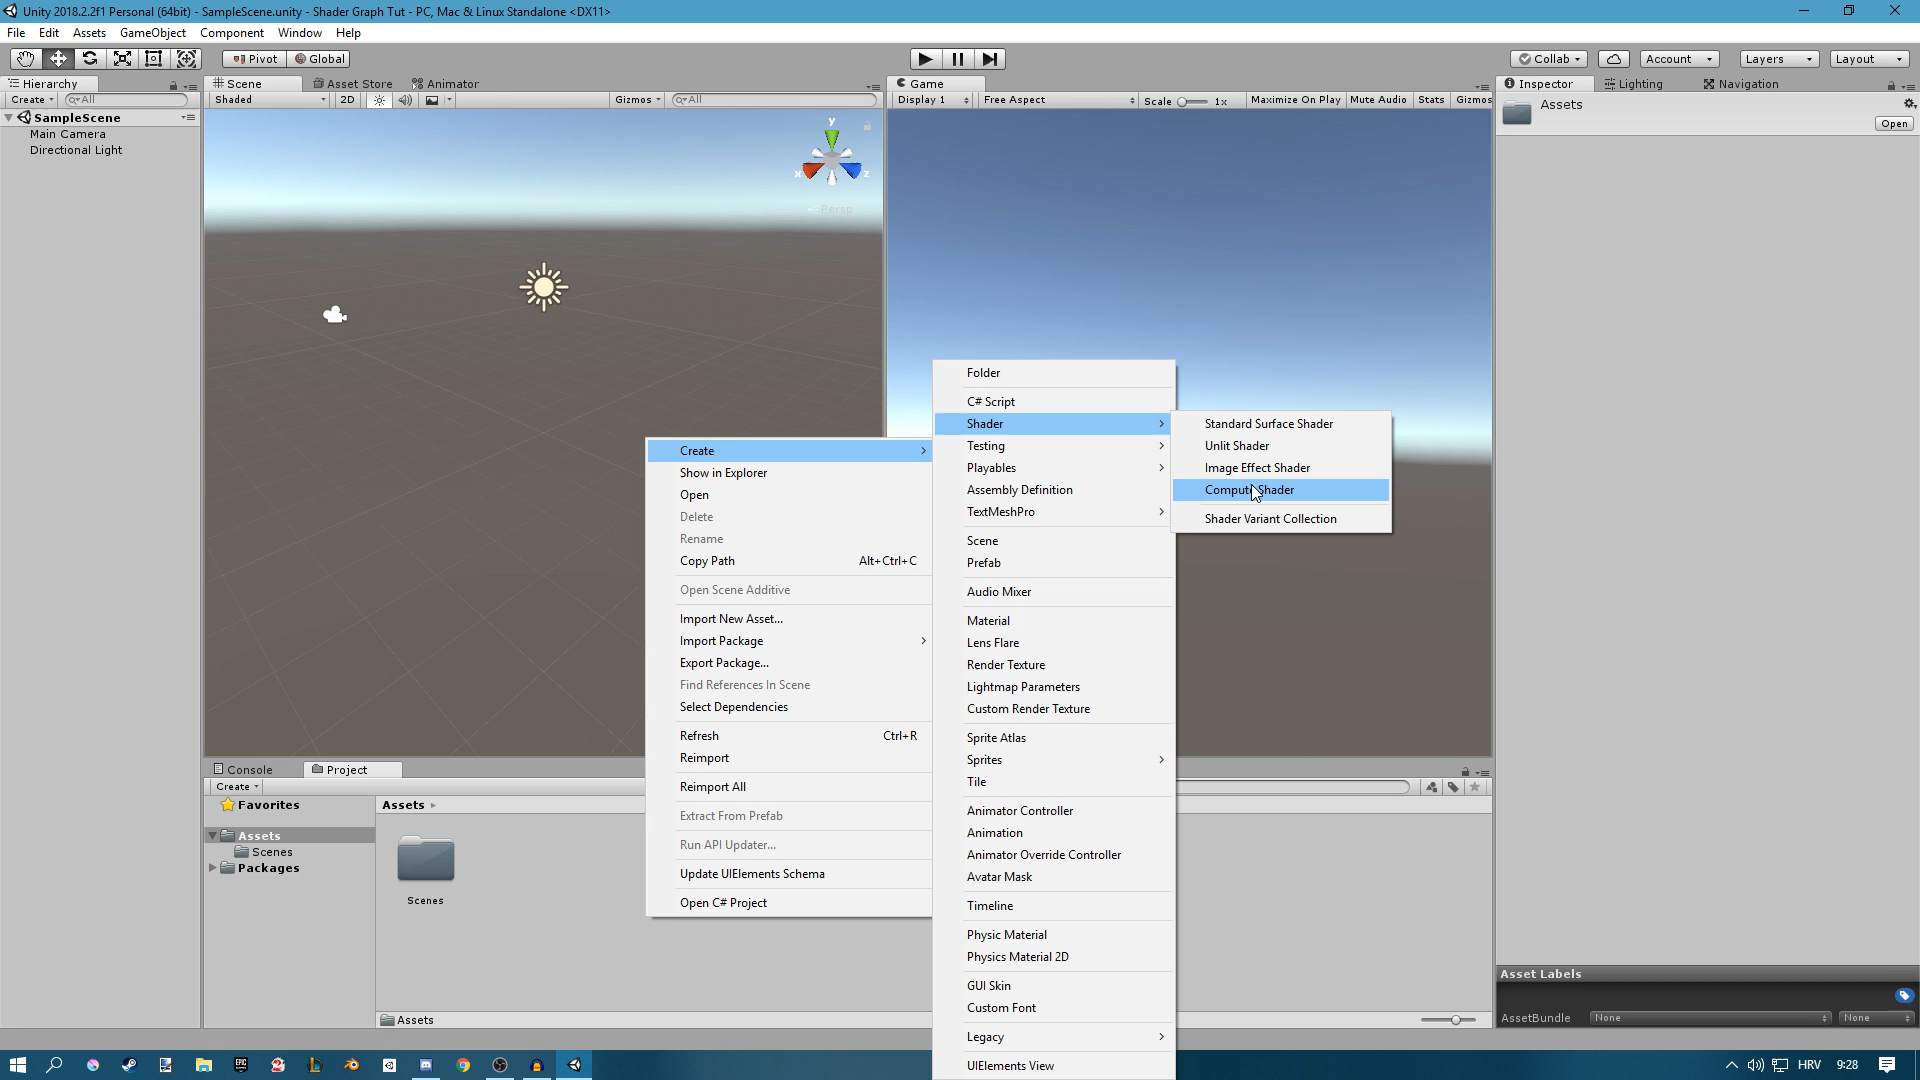 Unity 2018.2.2f1 Personal (64bit) - SampleScene.unity - Shader Graph Tut - PC, Mac & Linux Standalone <DX11>
File Edit Assets GameObject Component Window Help
Pivot Global
Collab Account Layers Layout
Hierarchy
Create All
SampleScene
Main Camera
Directional Light
Scene Asset Store Animator
Shaded 2D Gizmos All
y
x z
Persp
Game
Display 1 Free Aspect Scale 1x Maximize On Play Mute Audio Stats Gizmos
Inspector Lighting Navigation
Assets
Open
Create
Show in Explorer
Open
Delete
Rename
Copy Path Alt+Ctrl+C
Open Scene Additive
Import New Asset...
Import Package
Export Package...
Find References In Scene
Select Dependencies
Refresh Ctrl+R
Reimport
Reimport All
Extract From Prefab
Run API Updater...
Update UIElements Schema
Open C# Project
Folder
C# Script
Shader
Testing
Playables
Assembly Definition
TextMeshPro
Scene
Prefab
Audio Mixer
Material
Lens Flare
Render Texture
Lightmap Parameters
Custom Render Texture
Sprite Atlas
Sprites
Tile
Animator Controller
Animation
Animator Override Controller
Avatar Mask
Timeline
Physic Material
Physics Material 2D
GUI Skin
Custom Font
Legacy
UIElements View
Standard Surface Shader
Unlit Shader
Image Effect Shader
Compute Shader
Shader Variant Collection
Console Project
Create
Favorites
Assets
Scenes
Packages
Assets
Scenes
Assets
Asset Labels
AssetBundle None None
HRV 9:28